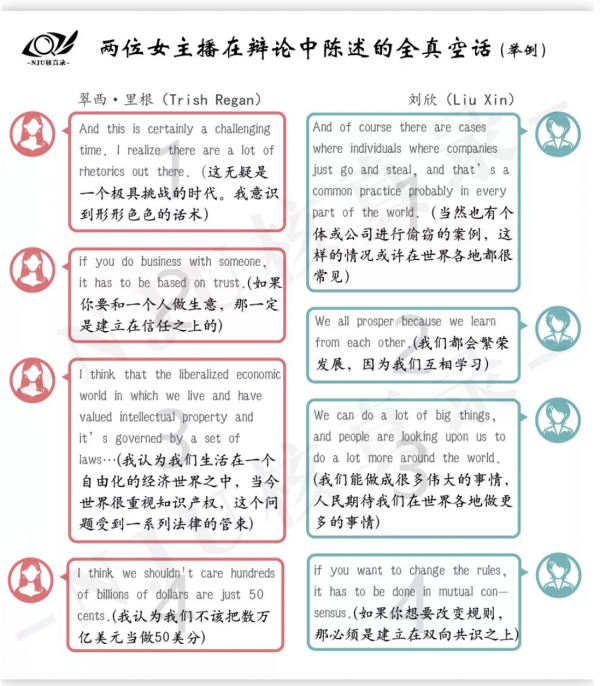 -NJU核真录-
两位女主播在辩论中陈述的全真空话(举例)
翠西·里根（Trish Regan）
And this is certainly a challenging
time. I realize there are a lot of
rhetorics out there. (这无疑是
一个极具挑战的时代。我意识
到形形色色的话术)
if you do business with someone,
it has to be based on trust.(如果
你要和一个人做生意，那一定
是建立在信任之上的)
I think that the liberalized economic
world in which we live and have
valued intellectual property and
it's governed by a set of
laws…(我认为我们生活在一个
自由化的经济世界之中，当今
世界很重视知识产权，这个问
题受到一系列法律的管束)
I think we shouldn't care hundreds
of billions of dollars are just 50
cents.(我认为我们不该把数万
亿美元当做50美分)
刘欣（Liu Xin）
And of course there are cases
where individuals where companies
just go and steal, and that's a
common practice probably in every
part of the world. (当然也有个
体或公司进行偷窃的案例，这
样的情况或许在世界各地都很
常见)
We all prosper because we learn
from each other.(我们都会繁荣
发展，因为我们互相学习)
We can do a lot of big things,
and people are looking upon us to
do a lot more around the world.
(我们能做成很多伟大的事情，
人民期待我们在世界各地做更
多的事情)
if you want to change the rules,
it has to be done in mutual con-
sensus.(如果你想要改变规则，
那必须是建立在双向共识之上)
1
2
3
4
1
2
3
4
-NJU核真录-